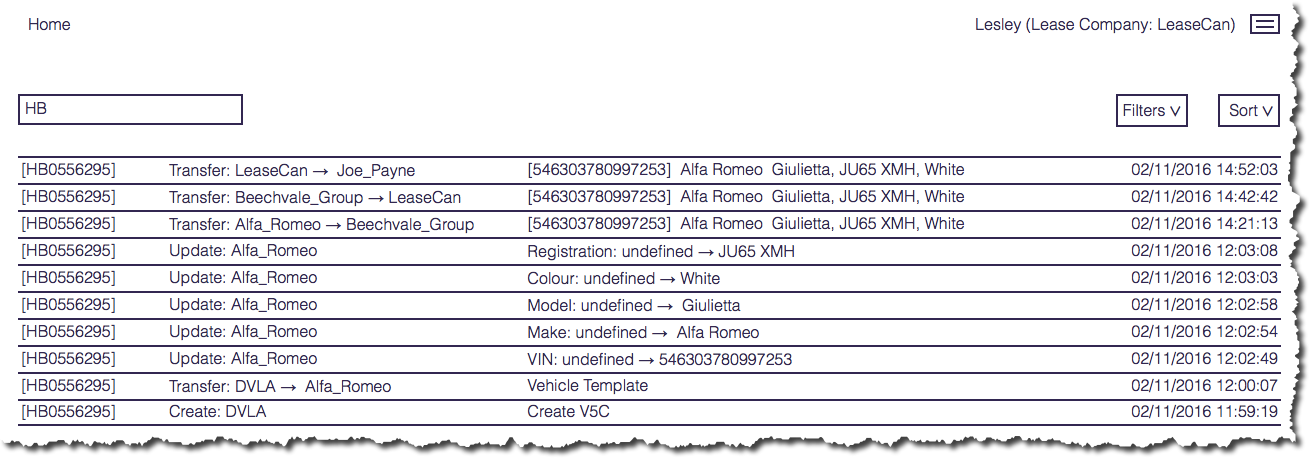 Home Lesley (Lease Company: LeaseCan)
HB Filters Sort
[HB0556295] Transfer: LeaseCan → Joe_Payne [546303780997253] Alfa Romeo Giulietta, JU65 XMH, White 02/11/2016 14:52:03
[HB0556295] Transfer: Beechvale_Group → LeaseCan [546303780997253] Alfa Romeo Giulietta, JU65 XMH, White 02/11/2016 14:42:42
[HB0556295] Transfer: Alfa_Romeo → Beechvale_Group [546303780997253] Alfa Romeo Giulietta, JU65 XMH, White 02/11/2016 14:21:13
[HB0556295] Update: Alfa_Romeo Registration: undefined → JU65 XMH 02/11/2016 12:03:08
[HB0556295] Update: Alfa_Romeo Colour: undefined → White 02/11/2016 12:03:03
[HB0556295] Update: Alfa_Romeo Model: undefined → Giulietta 02/11/2016 12:02:58
[HB0556295] Update: Alfa_Romeo Make: undefined → Alfa Romeo 02/11/2016 12:02:54
[HB0556295] Update: Alfa_Romeo VIN: undefined → 546303780997253 02/11/2016 12:02:49
[HB0556295] Transfer: DVLA → Alfa_Romeo Vehicle Template 02/11/2016 12:00:07
[HB0556295] Create: DVLA Create V5C 02/11/2016 11:59:19